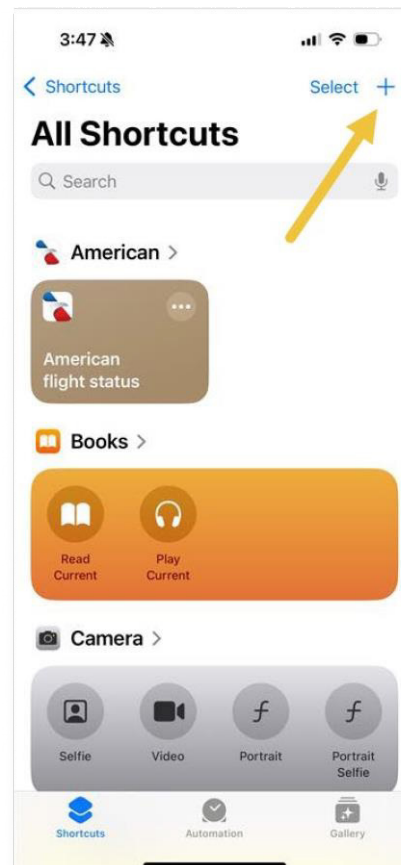 3:47
Shortcuts
Select
All Shortcuts
Search
American
American
flight status
Books
Read
Current
Play
Current
Camera
Selfie
Video
Portrait
Portrait
Selfie
Shortcuts
Automation
Gallery